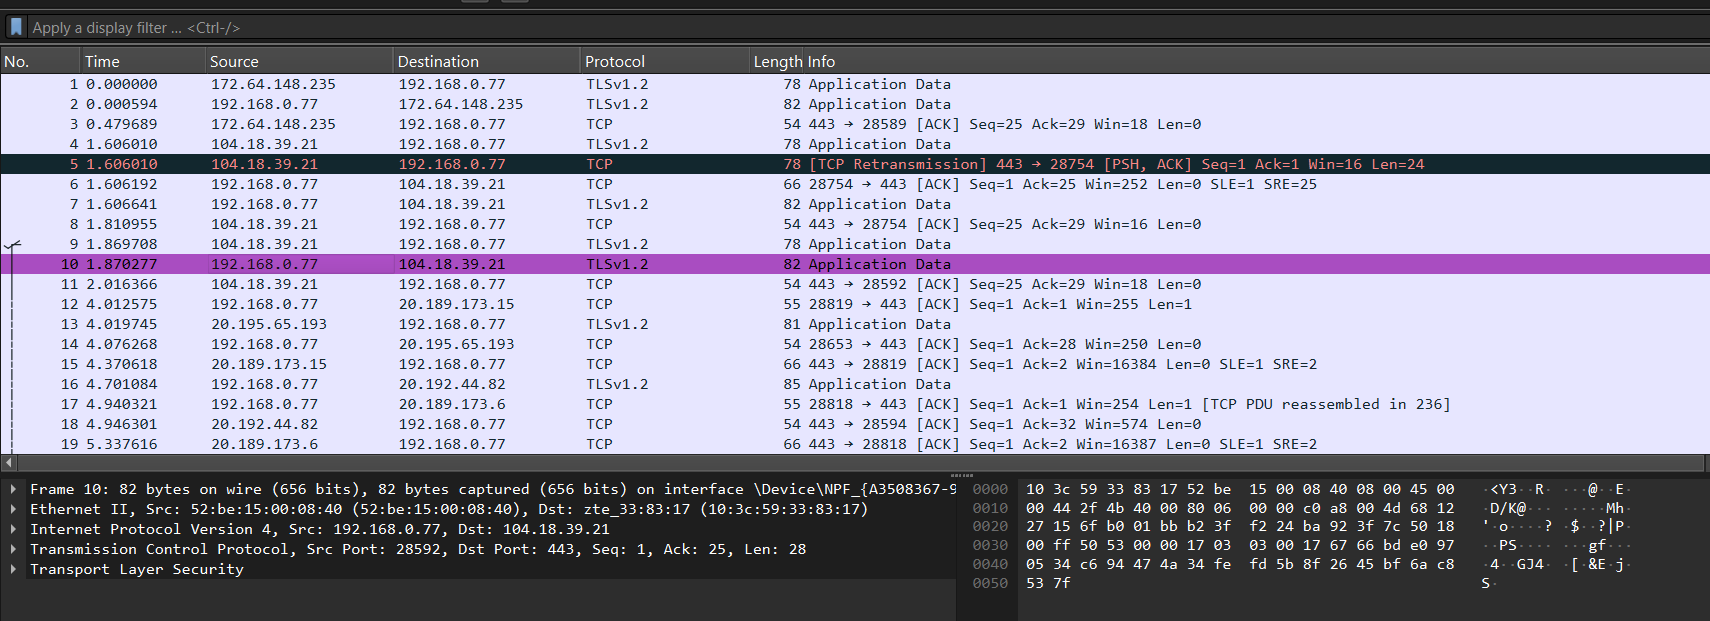 Apply a display filter ... <Ctrl-/>
No. Time Source Destination Protocol Length Info
1 0.000000 172.64.148.235 192.168.0.77 TLSv1.2 78 Application Data
2 0.000594 192.168.0.77 172.64.148.235 TLSv1.2 82 Application Data
3 0.479689 172.64.148.235 192.168.0.77 TCP 54 443 → 28589 [ACK] Seq=25 Ack=29 Win=18 Len=0
4 1.606010 104.18.39.21 192.168.0.77 TLSv1.2 78 Application Data
5 1.606010 104.18.39.21 192.168.0.77 TCP 78 [TCP Retransmission] 443 → 28754 [PSH, ACK] Seq=1 Ack=1 Win=16 Len=24
6 1.606192 192.168.0.77 104.18.39.21 TCP 66 28754 → 443 [ACK] Seq=1 Ack=25 Win=252 Len=0 SLE=1 SRE=25
7 1.606641 192.168.0.77 104.18.39.21 TLSv1.2 82 Application Data
8 1.810955 104.18.39.21 192.168.0.77 TCP 54 443 → 28754 [ACK] Seq=25 Ack=29 Win=16 Len=0
9 1.869708 104.18.39.21 192.168.0.77 TLSv1.2 78 Application Data
10 1.870277 192.168.0.77 104.18.39.21 TLSv1.2 82 Application Data
11 2.016366 104.18.39.21 192.168.0.77 TCP 54 443 → 28592 [ACK] Seq=25 Ack=29 Win=18 Len=0
12 4.012575 192.168.0.77 20.189.173.15 TCP 55 28819 → 443 [ACK] Seq=1 Ack=1 Win=255 Len=1
13 4.019745 20.195.65.193 192.168.0.77 TLSv1.2 81 Application Data
14 4.076268 192.168.0.77 20.195.65.193 TCP 54 28653 → 443 [ACK] Seq=1 Ack=28 Win=250 Len=0
15 4.370618 20.189.173.15 192.168.0.77 TCP 66 443 → 28819 [ACK] Seq=1 Ack=2 Win=16384 Len=0 SLE=1 SRE=2
16 4.701084 192.168.0.77 20.192.44.82 TLSv1.2 85 Application Data
17 4.940321 192.168.0.77 20.189.173.6 TCP 55 28818 → 443 [ACK] Seq=1 Ack=1 Win=254 Len=1 [TCP PDU reassembled in 236]
18 4.946301 20.192.44.82 192.168.0.77 TCP 54 443 → 28594 [ACK] Seq=1 Ack=32 Win=574 Len=0
19 5.337616 20.189.173.6 192.168.0.77 TCP 66 443 → 28818 [ACK] Seq=1 Ack=2 Win=16387 Len=0 SLE=1 SRE=2
Frame 10: 82 bytes on wire (656 bits), 82 bytes captured (656 bits) on interface \Device\NPF_{A3508367-9
Ethernet II, Src: 52:be:15:00:08:40 (52:be:15:00:08:40), Dst: zte_33:83:17 (10:3c:59:33:83:17)
Internet Protocol Version 4, Src: 192.168.0.77, Dst: 104.18.39.21
Transmission Control Protocol, Src Port: 28592, Dst Port: 443, Seq: 1, Ack: 25, Len: 28
Transport Layer Security
0000 10 3c 59 33 83 17 52 be 15 00 08 40 08 00 45 00 ·<Y3··R· ···@··E·
0010 00 44 2f 4b 40 00 80 06 00 00 c0 a8 00 4d 68 12 ·D/K@··· ·····Mh·
0020 27 15 6f b0 01 bb b2 3f f2 24 ba 92 3f 7c 50 18 '·o····? ·$··?|P·
0030 00 ff 50 53 00 00 17 03 03 00 17 67 66 bd e0 97 ··PS···· ···gf···
0040 05 34 c6 94 47 4a 34 fe fd 5b 8f 26 45 bf 6a c8 ·4··GJ4· ·[·&E·j·
0050 53 7f S·